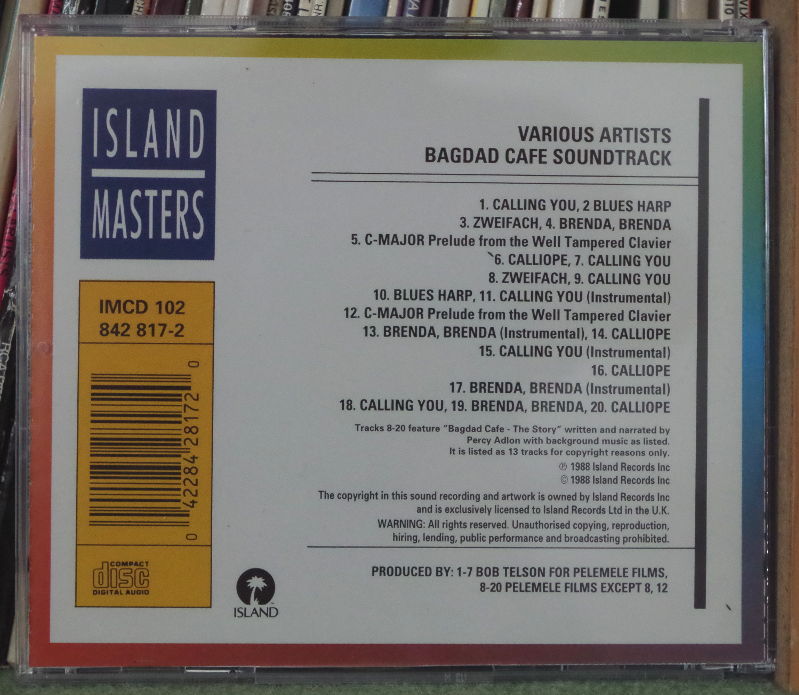 ISLAND
MASTERS
IMCD 102
842 817-2
0 42284 28172 0
COMPACT
disc
DIGITAL AUDIO
ISLAND
VARIOUS ARTISTS
BAGDAD CAFE SOUNDTRACK
1. CALLING YOU, 2 BLUES HARP
3. ZWEIFACH, 4. BRENDA, BRENDA
5. C-MAJOR Prelude from the Well Tampered Clavier
`6. CALLIOPE, 7. CALLING YOU
8. ZWEIFACH, 9. CALLING YOU
10. BLUES HARP, 11. CALLING YOU (Instrumental)
12. C-MAJOR Prelude from the Well Tampered Clavier
13. BRENDA, BRENDA (Instrumental), 14. CALLIOPE
15. CALLING YOU (Instrumental)
16. CALLIOPE
17. BRENDA, BRENDA (Instrumental)
18. CALLING YOU, 19. BRENDA, BRENDA, 20. CALLIOPE
Tracks 8-20 feature "Bagdad Cafe - The Story" written and narrated by
Percy Adlon with background music as listed.
It is listed as 13 tracks for copyright reasons only.
℗ 1988 Island Records Inc
© 1988 Island Records Inc
The copyright in this sound recording and artwork is owned by Island Records Inc
and is exclusively licensed to Island Records Ltd in the U.K.
WARNING: All rights reserved. Unauthorised copying, reproduction,
hiring, lending, public performance and broadcasting prohibited.
PRODUCED BY: 1-7 BOB TELSON FOR PELEMELE FILMS,
8-20 PELEMELE FILMS EXCEPT 8, 12